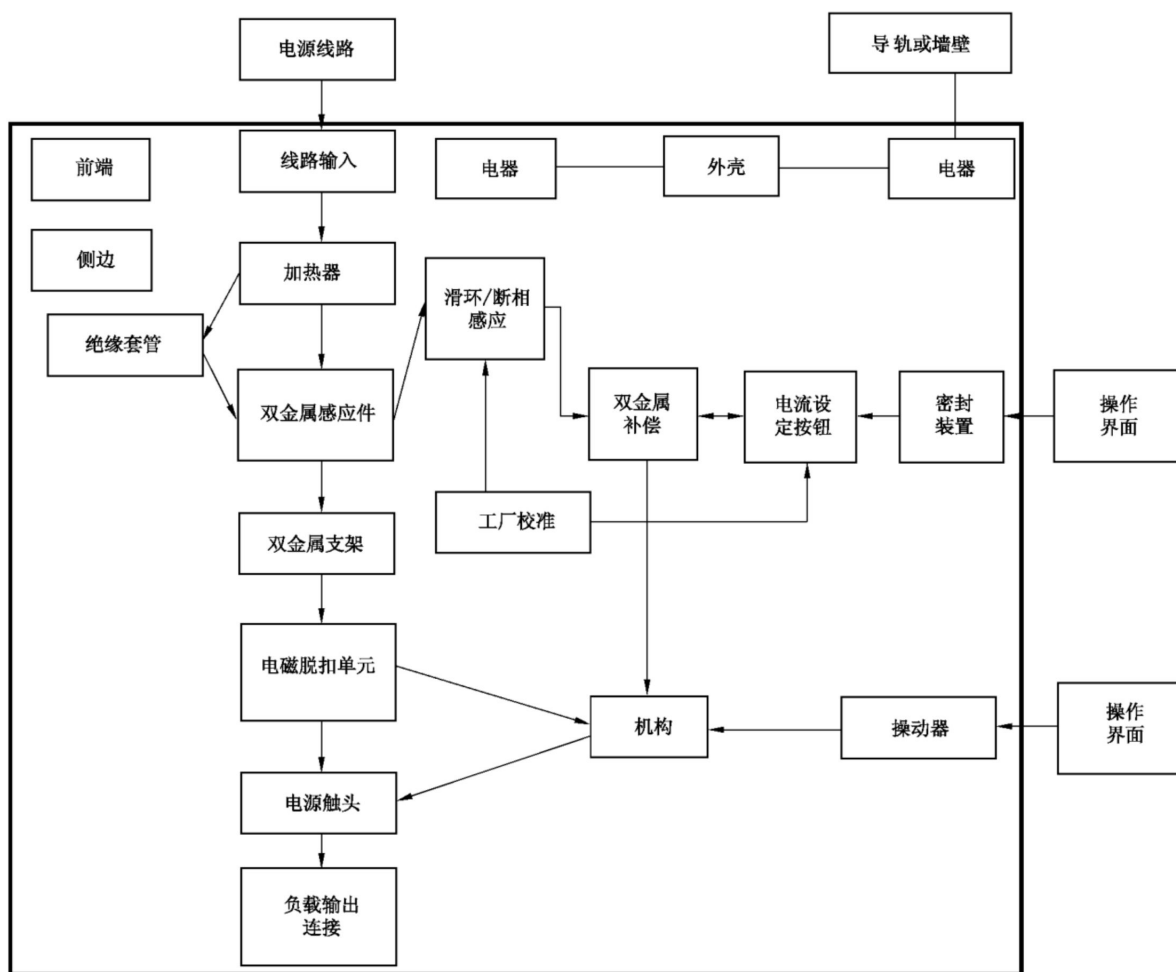 电源线路
导轨或墙壁
前端
线路输入
电器
外壳
电器
侧边
加热器
滑环/断相
感应
绝缘套管
双金属感应件
双金属
补偿
电流设
定按钮
密封
装置
操作
界面
工厂校准
双金属支架
电磁脱扣单元
机构
操动器
操作
界面
电源触头
负载输出
连接